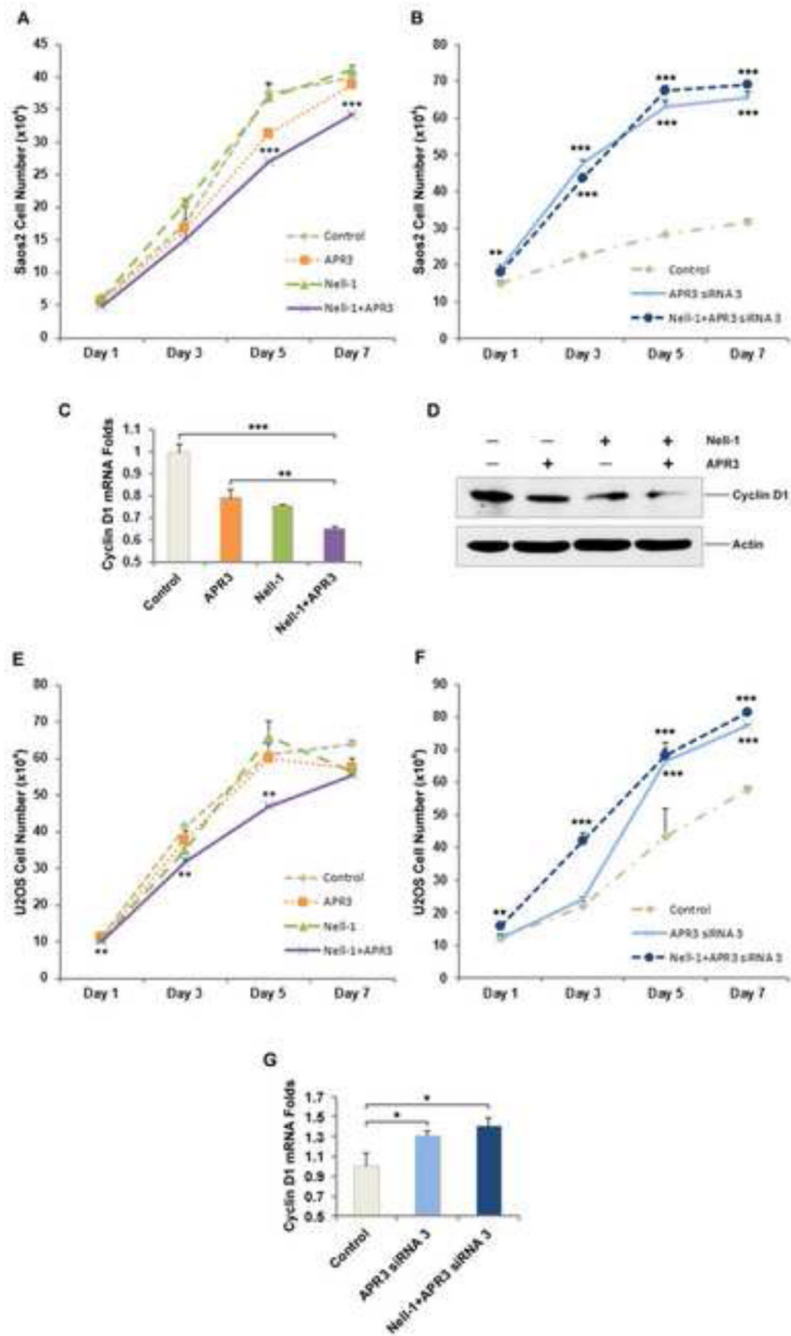 A
Saos2 Cell Number (x10⁴)
45
40
35
30
25
20
15
10
5
0
*
***
***
Control
APR3
Nell-1
Nell-1+APR3
Day 1 Day 3 Day 5 Day 7
B
Saos2 Cell Number (x10⁴)
80
70
60
50
40
30
20
10
0
**
***
***
***
***
***
***
Control
APR3 siRNA 3
Nell-1+APR3 siRNA 3
Day 1 Day 3 Day 5 Day 7
C
Cyclin D1 mRNA Folds
1.1
1
0.9
0.8
0.7
0.6
0.5
***
**
Control APR3 Nell-1 Nell-1+APR3
D
– – + + Nell-1
– + – + APR3
Cyclin D1
Actin
E
U2OS Cell Number (x10⁴)
80
70
60
50
40
30
20
10
0
**
**
**
Control
APR3
Nell-1
Nell-1+APR3
Day 1 Day 3 Day 5 Day 7
F
U2OS Cell Number (x10⁴)
90
80
70
60
50
40
30
20
10
0
**
***
***
***
***
***
Control
APR3 siRNA 3
Nell-1+APR3 siRNA 3
Day 1 Day 3 Day 5 Day 7
G
Cyclin D1 mRNA Folds
1.7
1.5
1.3
1.1
0.9
0.7
0.5
*
*
Control APR3 siRNA 3 Nell-1+APR3 siRNA 3